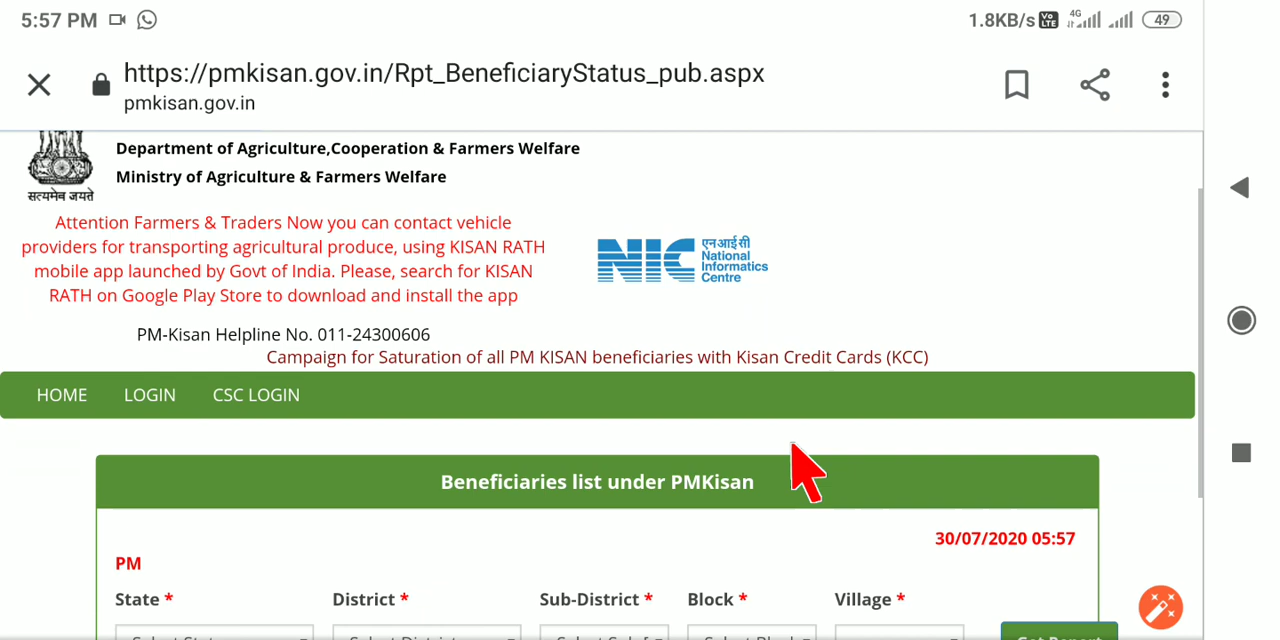 5:57 PM 1.8KB/s Vo LTE 4G 49
https://pmkisan.gov.in/Rpt_BeneficiaryStatus_pub.aspx
pmkisan.gov.in
Department of Agriculture,Cooperation & Farmers Welfare
Ministry of Agriculture & Farmers Welfare
सत्यमेव जयते
Attention Farmers & Traders Now you can contact vehicle
providers for transporting agricultural produce, using KISAN RATH
mobile app launched by Govt of India. Please, search for KISAN
RATH on Google Play Store to download and install the app
NIC एनआईसी
National
Informatics
Centre
PM-Kisan Helpline No. 011-24300606
Campaign for Saturation of all PM KISAN beneficiaries with Kisan Credit Cards (KCC)
HOME LOGIN CSC LOGIN
Beneficiaries list under PMKisan
30/07/2020 05:57
PM
State * District * Sub-District * Block * Village *